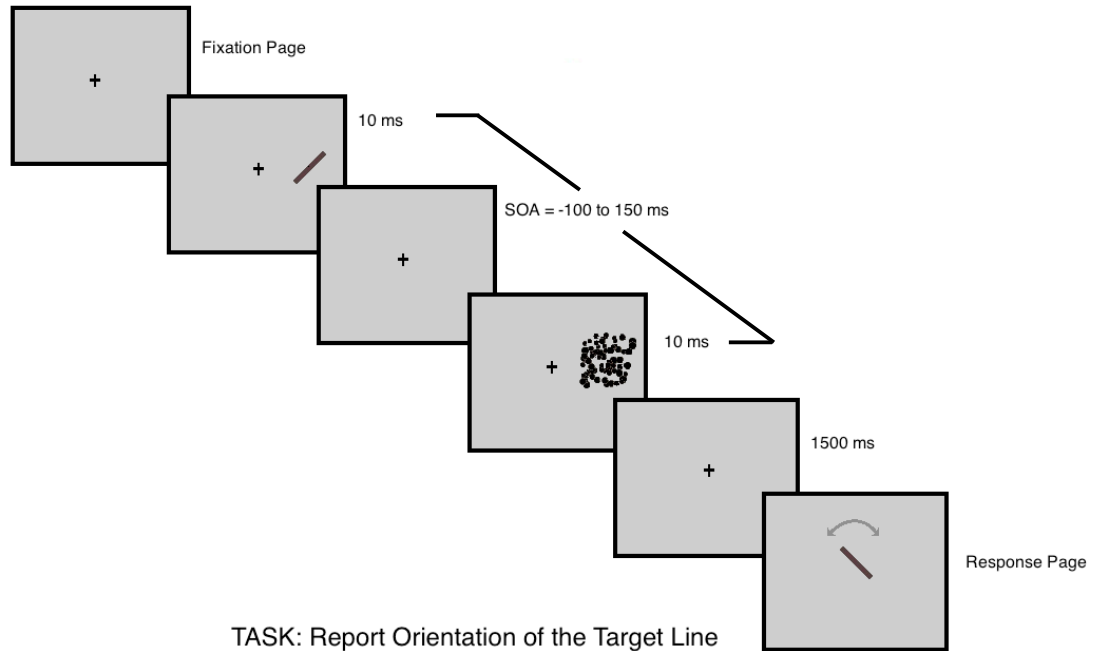 Fixation Page
10 ms
SOA = -100 to 150 ms
10 ms
1500 ms
Response Page
TASK: Report Orientation of the Target Line